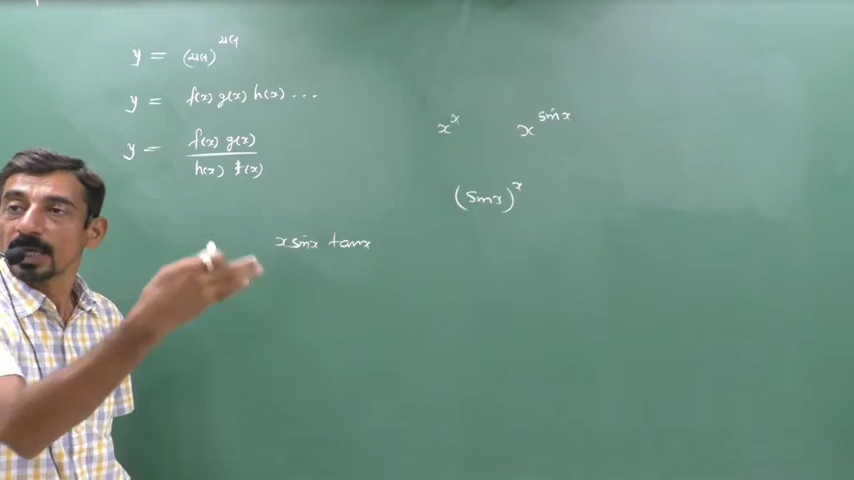 y = (u(x))^u(x)
y = f(x) g(x) h(x) ...
y = f(x) g(x) / h(x) t(x)
x^x x^sinx
(sinx)^x
x sinx tanx